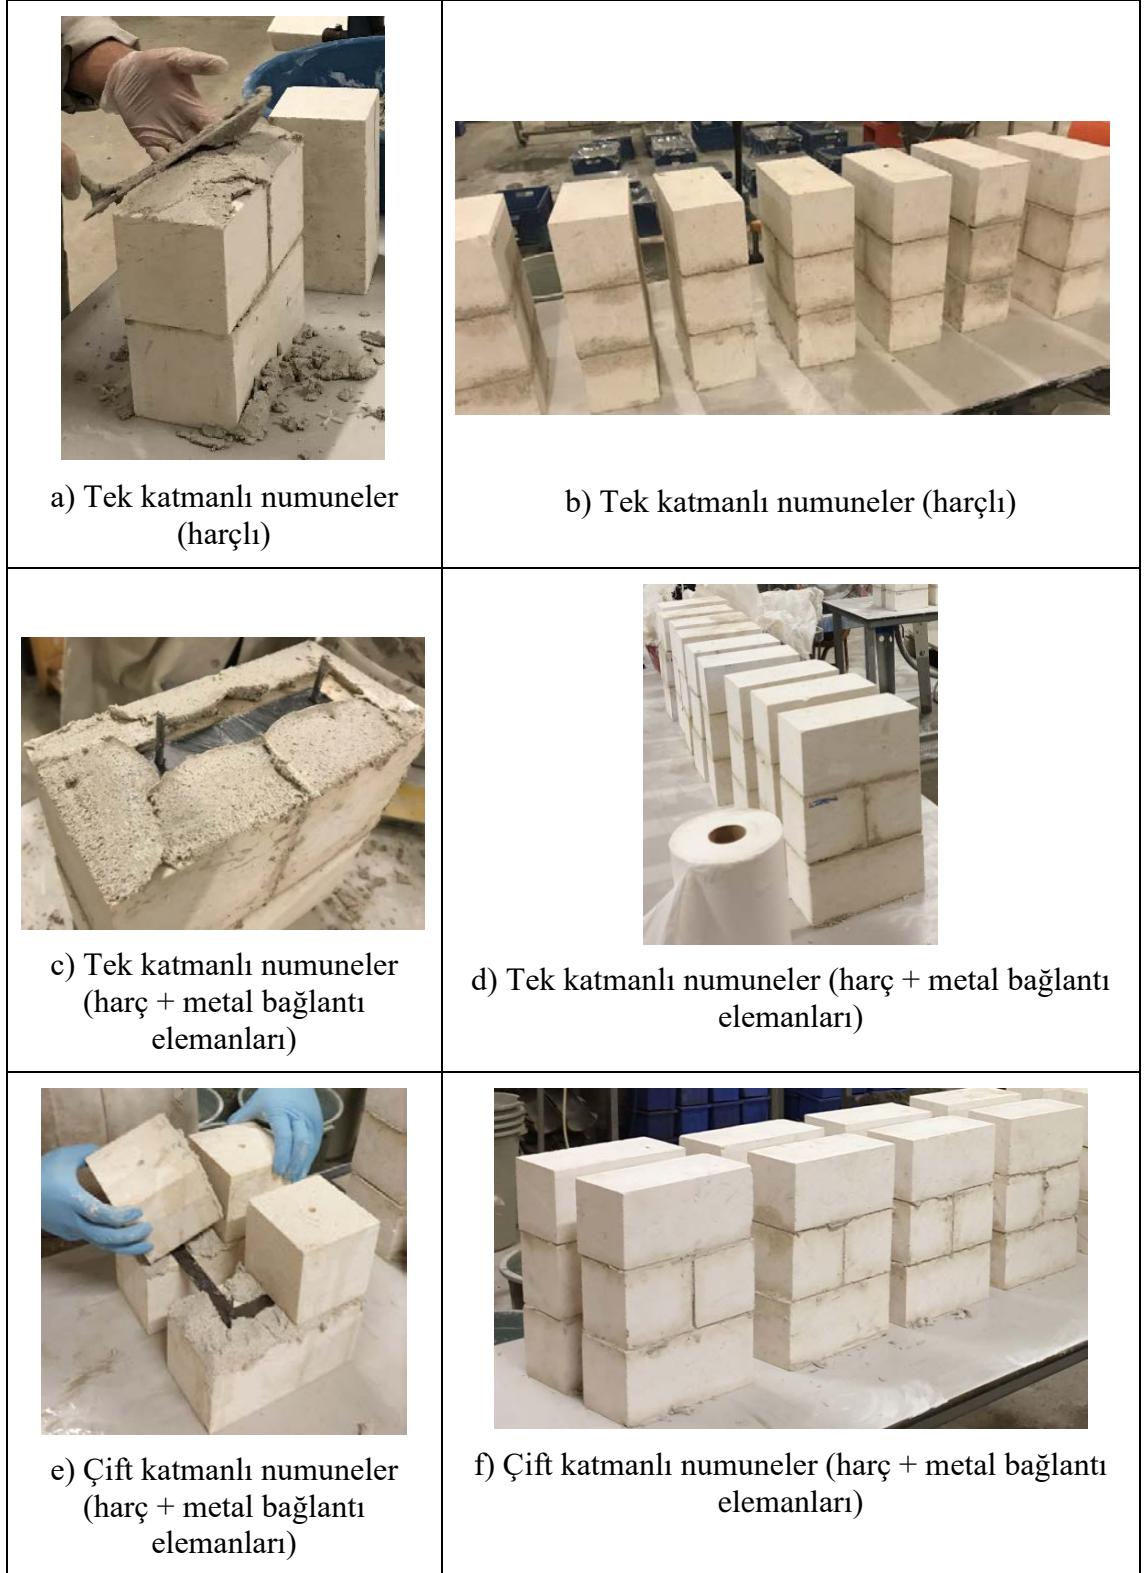 a) Tek katmanlı numuneler
(harçlı)
b) Tek katmanlı numuneler (harçlı)
c) Tek katmanlı numuneler
(harç + metal bağlantı
elemanları)
d) Tek katmanlı numuneler (harç + metal bağlantı
elemanları)
e) Çift katmanlı numuneler
(harç + metal bağlantı
elemanları)
f) Çift katmanlı numuneler (harç + metal bağlantı
elemanları)